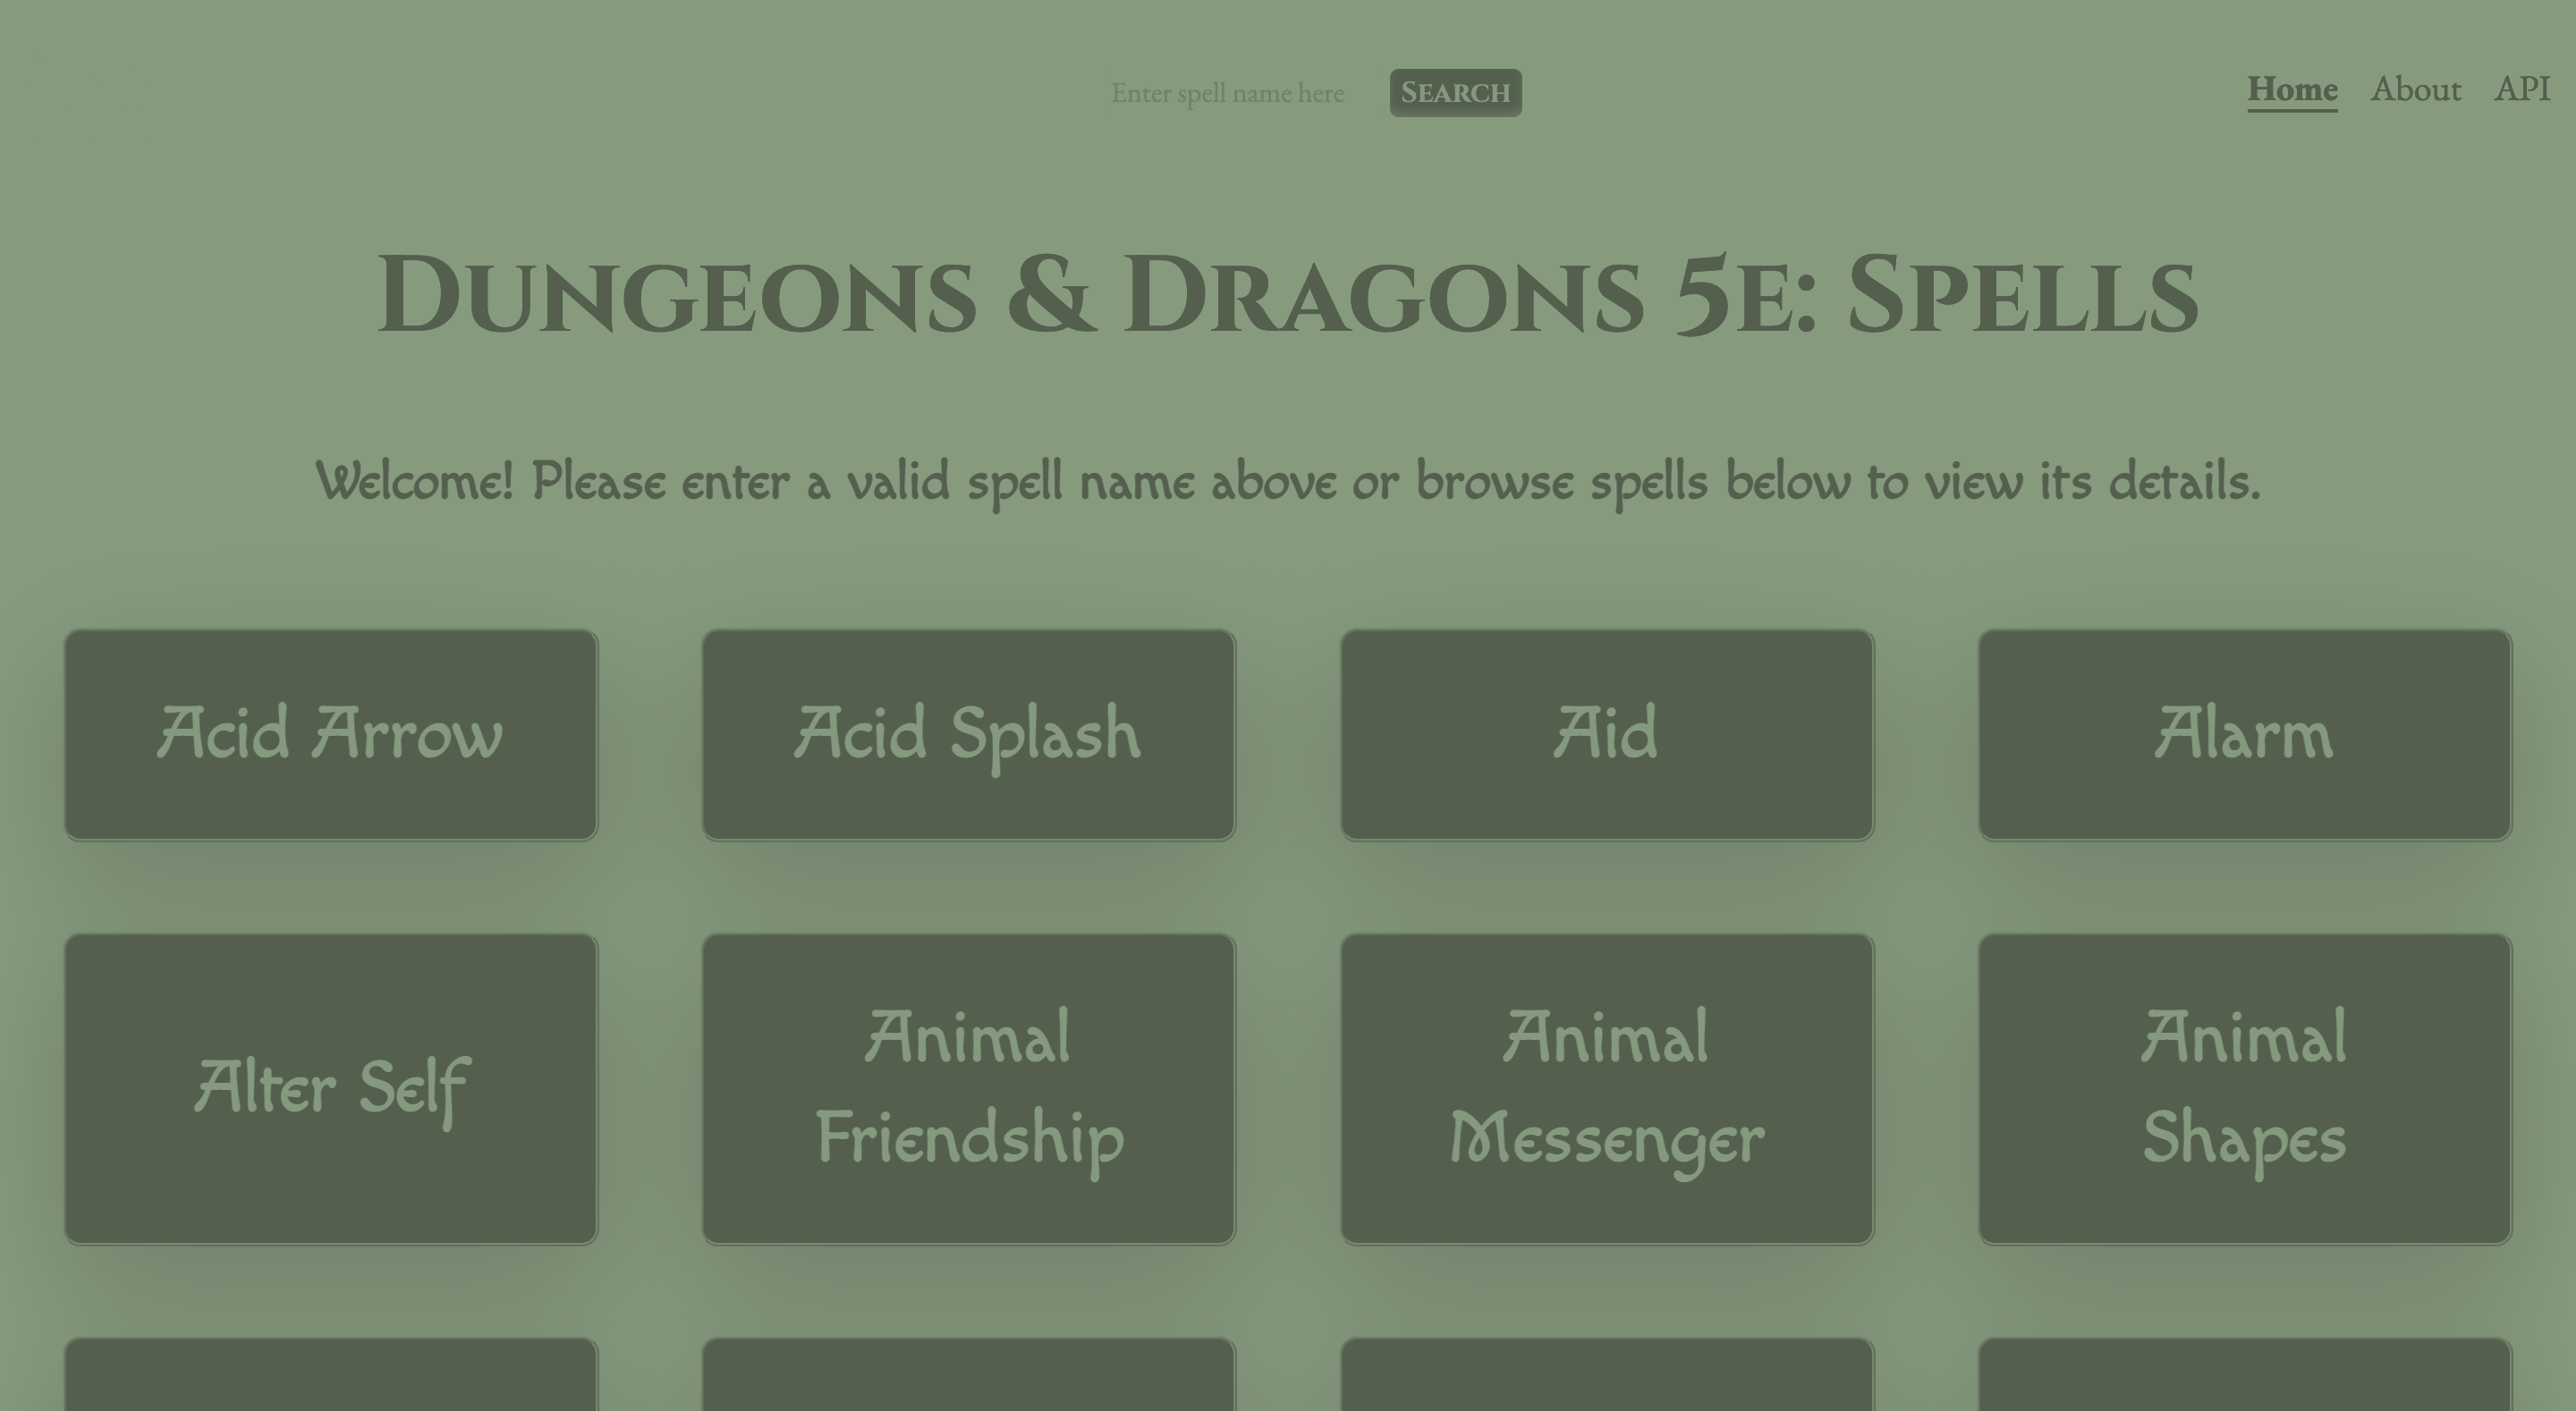 Enter spell name here
Search
Home About API
Dungeons & Dragons 5e: Spells
Welcome! Please enter a valid spell name above or browse spells below to view its details.
Acid Arrow
Acid Splash
Aid
Alarm
Alter Self
Animal
Friendship
Animal
Messenger
Animal
Shapes